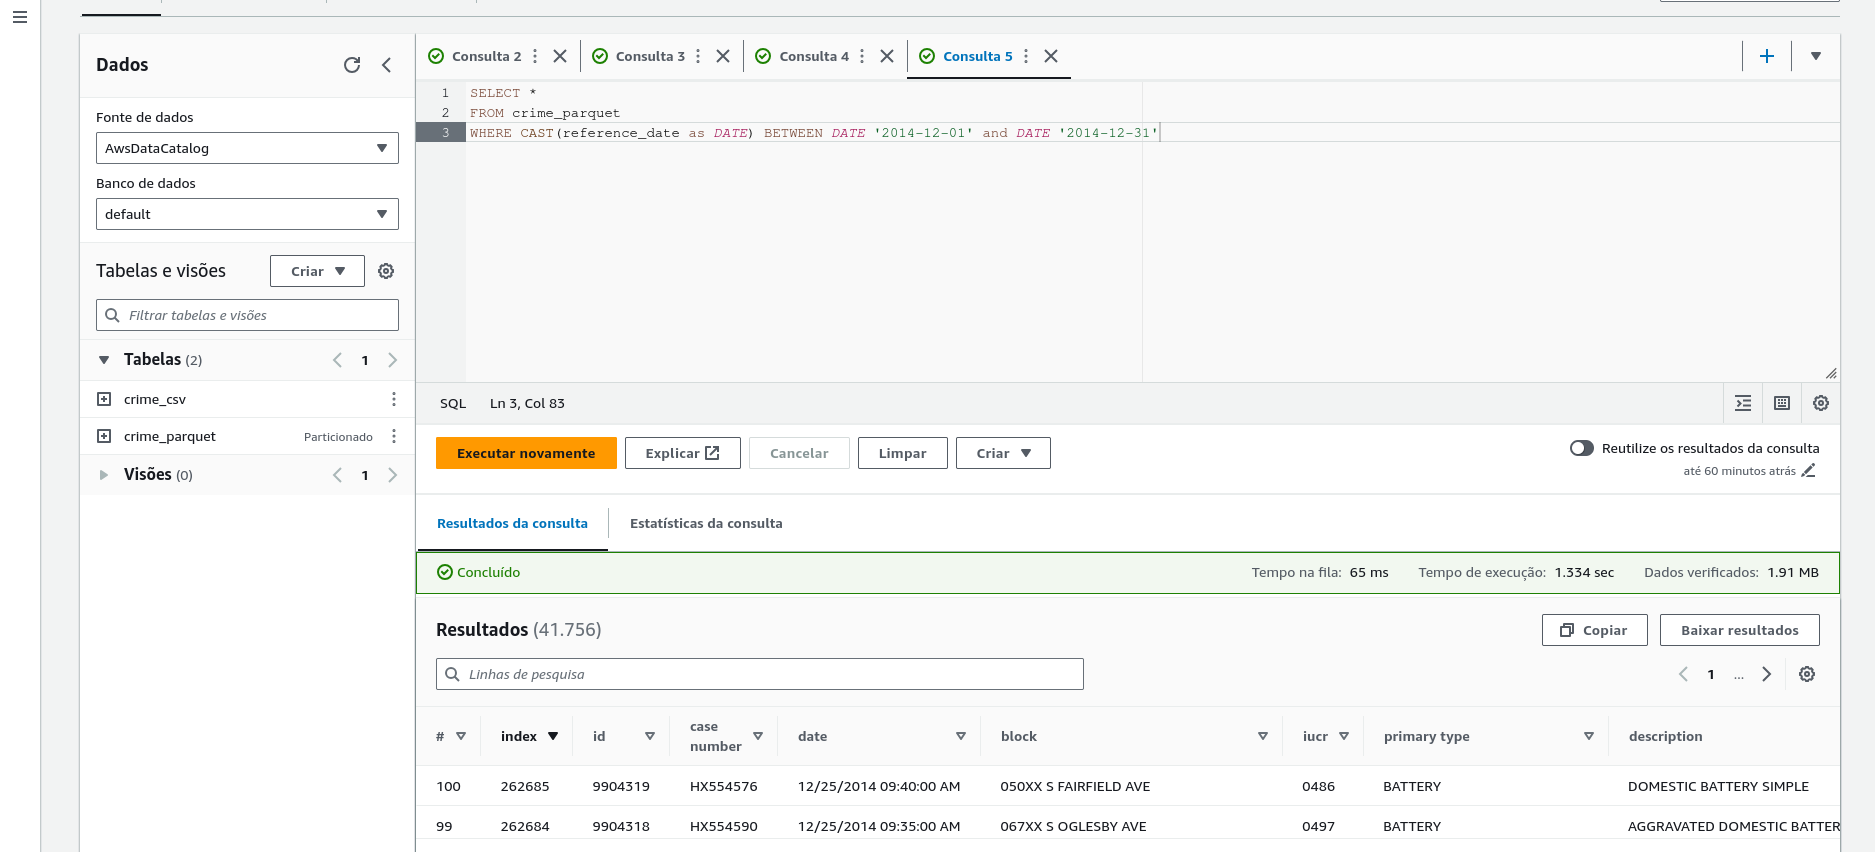 Dados
Fonte de dados
AwsDataCatalog
Banco de dados
default
Tabelas e visões
Criar
Filtrar tabelas e visões
Tabelas (2)
1
crime_csv
crime_parquet
Particionado
Visões (0)
1
Consulta 2
Consulta 3
Consulta 4
Consulta 5
1 SELECT *
2 FROM crime_parquet
3 WHERE CAST(reference_date as DATE) BETWEEN DATE '2014-12-01' and DATE '2014-12-31'
SQL Ln 3, Col 83
Executar novamente
Explicar
Cancelar
Limpar
Criar
Reutilize os resultados da consulta
até 60 minutos atrás
Resultados da consulta
Estatísticas da consulta
Concluído
Tempo na fila: 65 ms
Tempo de execução: 1.334 sec
Dados verificados: 1.91 MB
Resultados (41.756)
Copiar
Baixar resultados
Linhas de pesquisa
1 ...
# index id case number date block iucr primary type description
100 262685 9904319 HX554576 12/25/2014 09:40:00 AM 050XX S FAIRFIELD AVE 0486 BATTERY DOMESTIC BATTERY SIMPLE
99 262684 9904318 HX554590 12/25/2014 09:35:00 AM 067XX S OGLESBY AVE 0497 BATTERY AGGRAVATED DOMESTIC BATTER